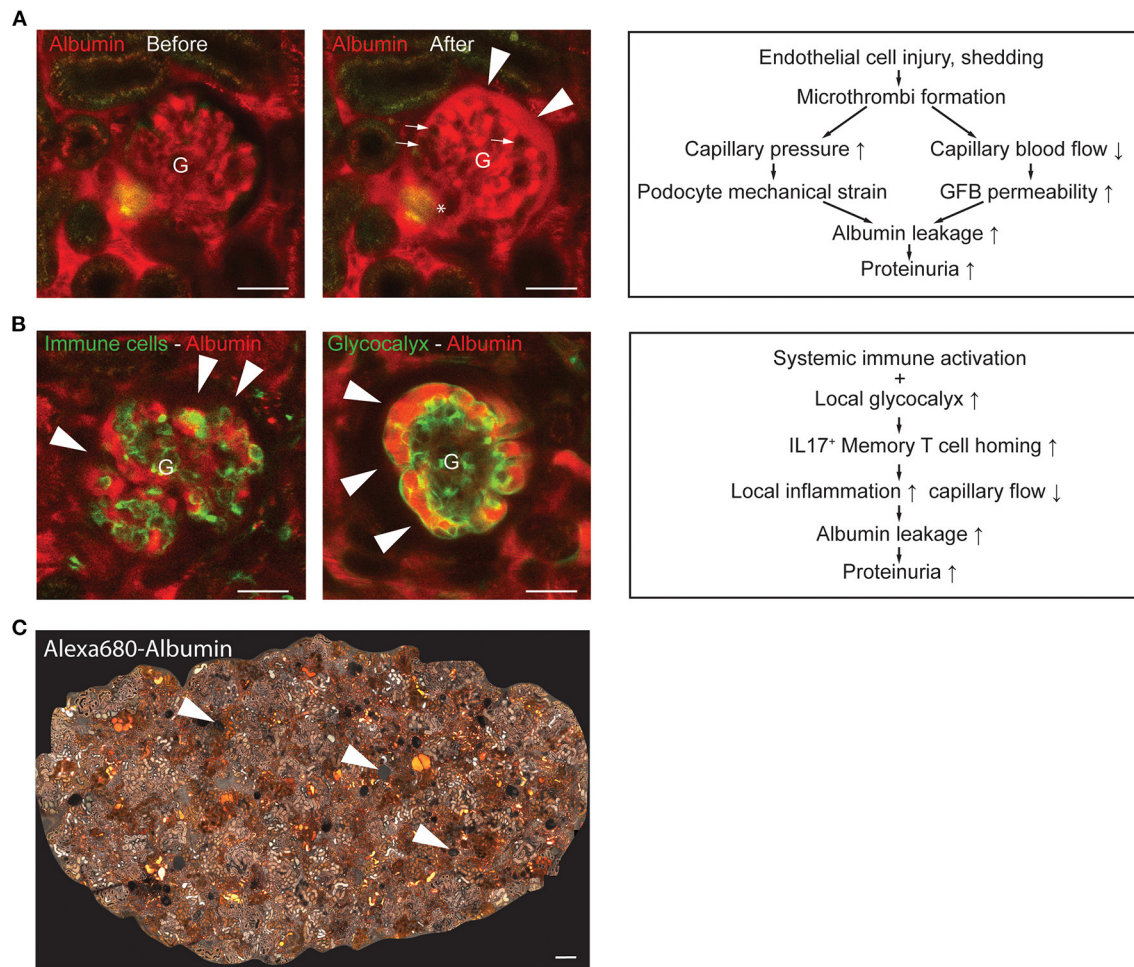 A
Albumin Before
G
Albumin After
G
*
Endothelial cell injury, shedding
Microthrombi formation
Capillary pressure ↑ Capillary blood flow ↓
Podocyte mechanical strain GFB permeability ↑
Albumin leakage ↑
Proteinuria ↑
B
Immune cells - Albumin
G
Glycocalyx - Albumin
G
Systemic immune activation
+
Local glycocalyx ↑
IL17⁺ Memory T cell homing ↑
Local inflammation ↑ capillary flow ↓
Albumin leakage ↑
Proteinuria ↑
C
Alexa680-Albumin